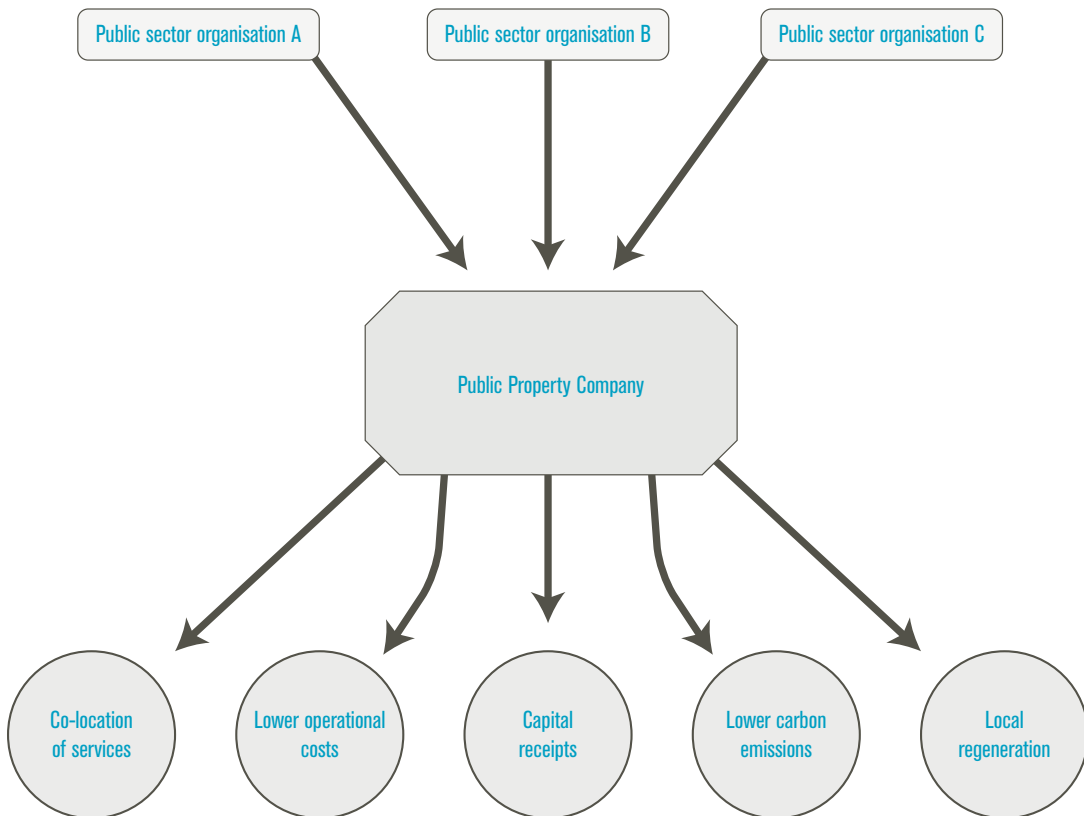 Public sector organisation A
Public sector organisation B
Public sector organisation C
Public Property Company
Co-location
of services
Lower operational
costs
Capital
receipts
Lower carbon
emissions
Local
regeneration